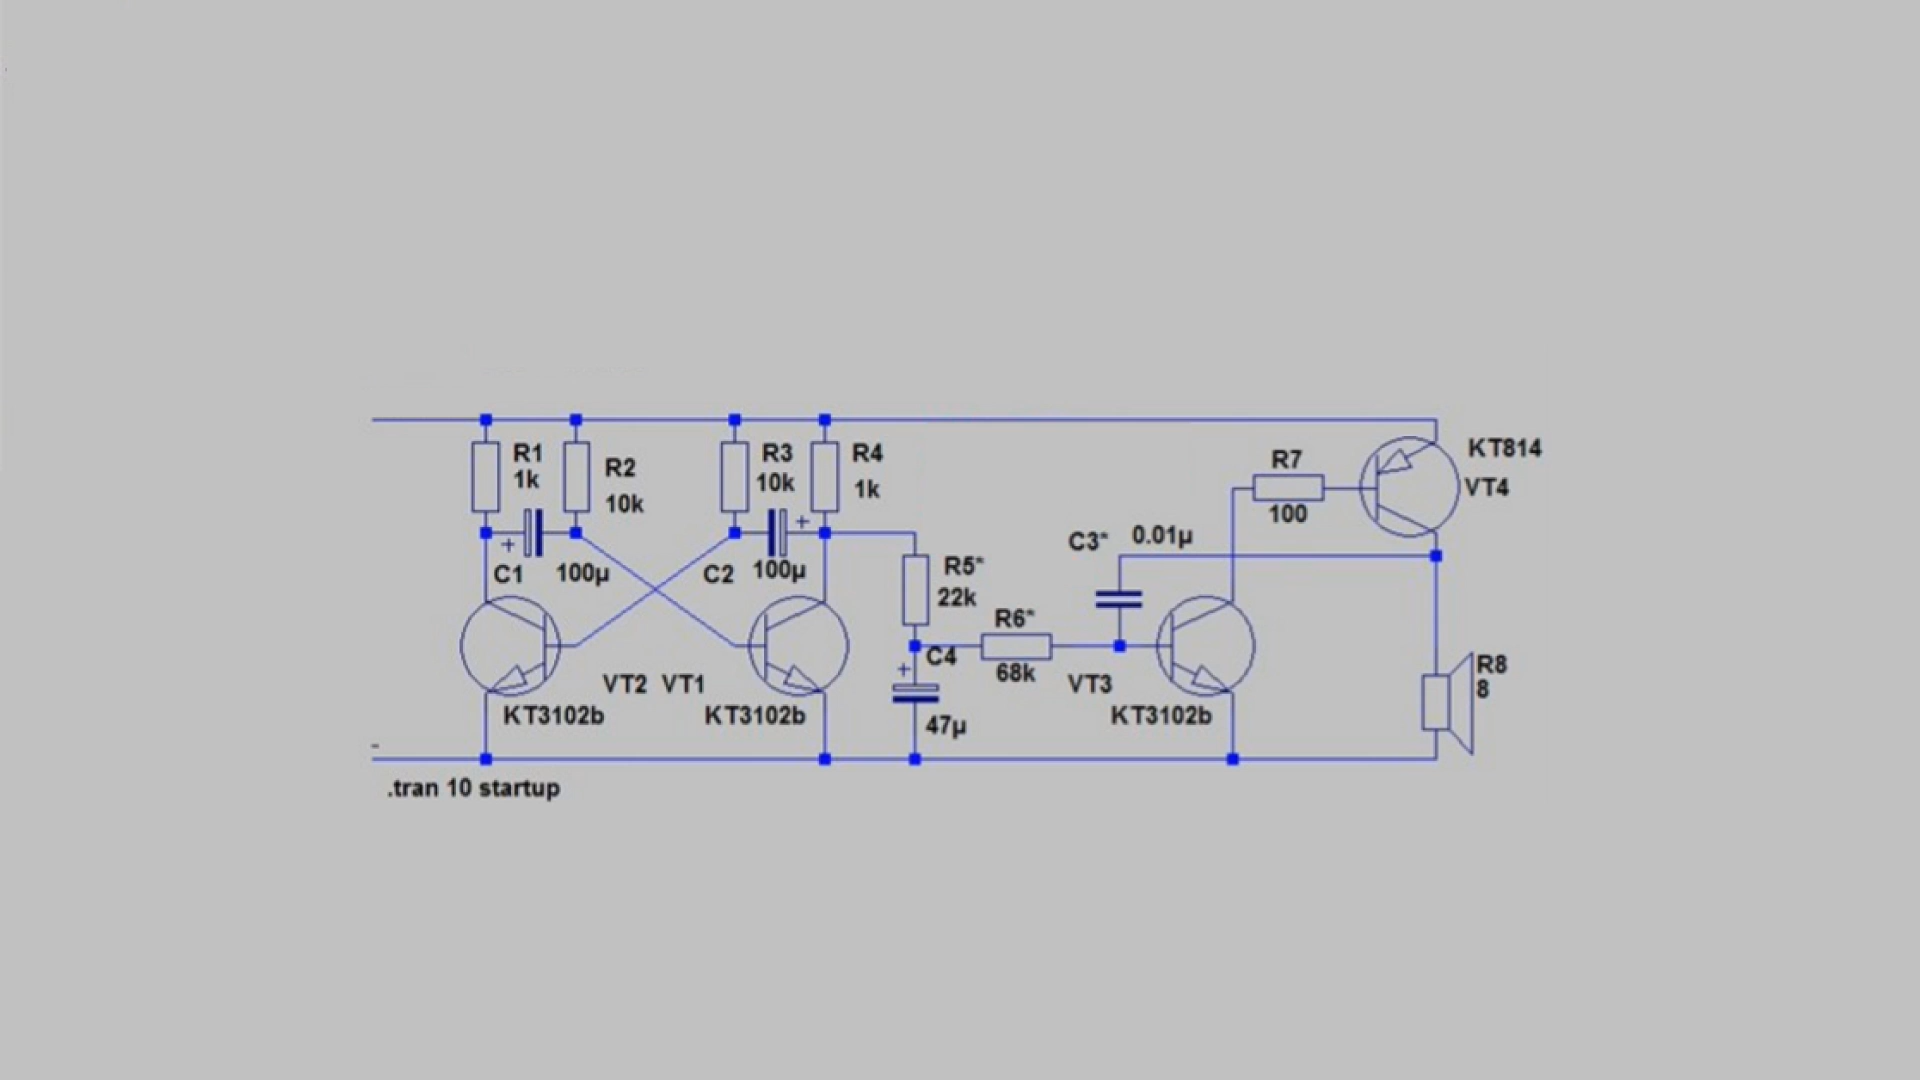 R1
1k
R2
10k
R3
10k
R4
1k
+
C1
100µ
C2
100µ
+
VT2
KT3102b
VT1
KT3102b
R5*
22k
C4
+
47µ
R6*
68k
C3*
0.01µ
VT3
KT3102b
R7
100
KT814
VT4
R8
8
-
.tran 10 startup